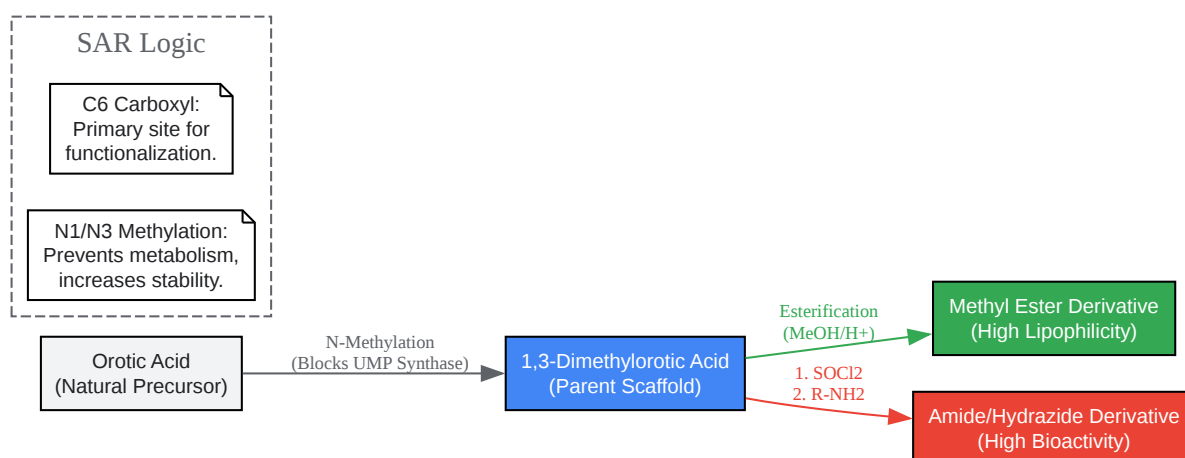 SAR Logic
C6 Carboxyl:
Primary site for
functionalization.
N1/N3 Methylation:
Prevents metabolism,
increases stability.
Orotic Acid
(Natural Precursor)
N-Methylation
(Blocks UMP Synthase)
1,3-Dimethylorotic Acid
(Parent Scaffold)
Esterification
(MeOH/H+)
1. SOCl2
2. R-NH2
Methyl Ester Derivative
(High Lipophilicity)
Amide/Hydrazide Derivative
(High Bioactivity)